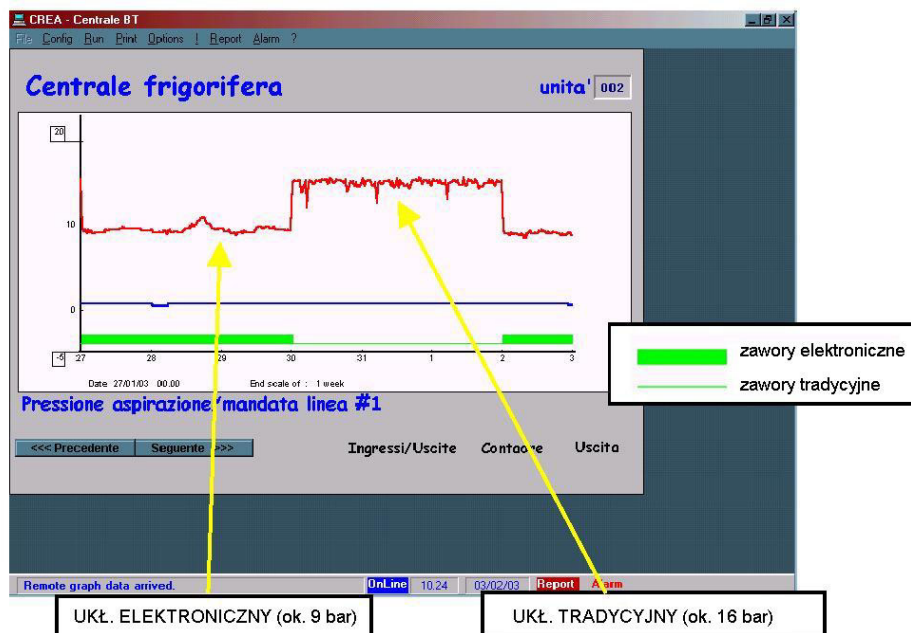 CREA - Centrale BT
File Config Run Print Options ! Report Alarm ?
Centrale frigorifera
unita' 002
20
10
0
-5
27 28 29 30 31 1 2 3
Date 27/01/03 00.00 End scale of : 1 week
zawory elektroniczne
zawory tradycyjne
Pressione aspirazione/mandata linea #1
<<< Precedente Seguente >>> Ingressi/Uscite Contaore Uscita
Remote graph data arrived. OnLine 10.24 03/02/03 Report Alarm
UKŁ. ELEKTRONICZNY (ok. 9 bar)
UKŁ. TRADYCYJNY (ok. 16 bar)